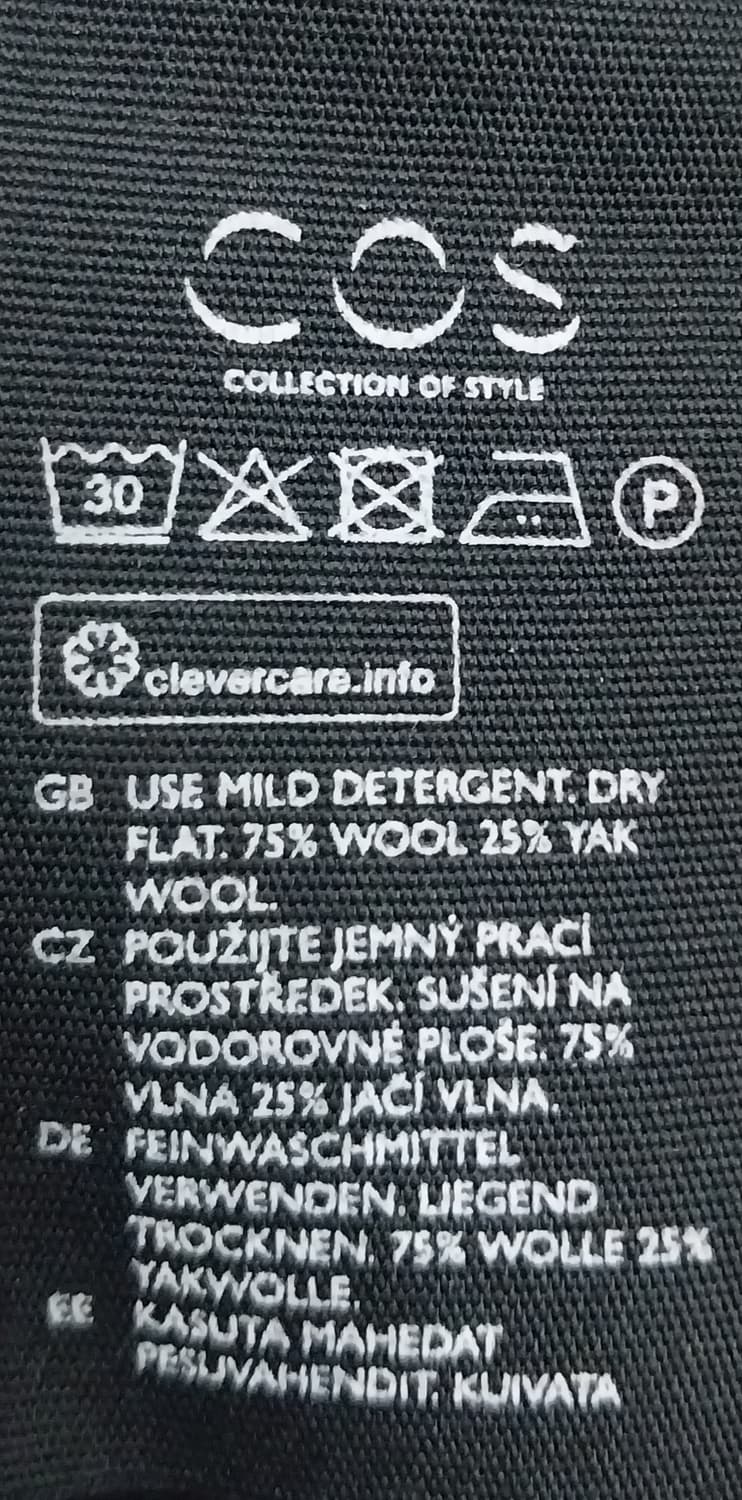 COS
COLLECTION OF STYLE
30 P
clevercare.info
GB USE MILD DETERGENT. DRY
FLAT. 75% WOOL 25% YAK
WOOL.
CZ POUŽIJTE JEMNÝ PRACÍ
PROSTŘEDEK. SUŠENÍ NA
VODOROVNÉ PLOŠE. 75%
VLNA 25% JAČÍ VLNA.
DE FEINWASCHMITTEL
VERWENDEN. LIEGEND
TROCKNEN. 75% WOLLE 25%
YAKWOLLE.
EE KASUTA MAHEDAT
PESUVAHENDIT. KUIVATA